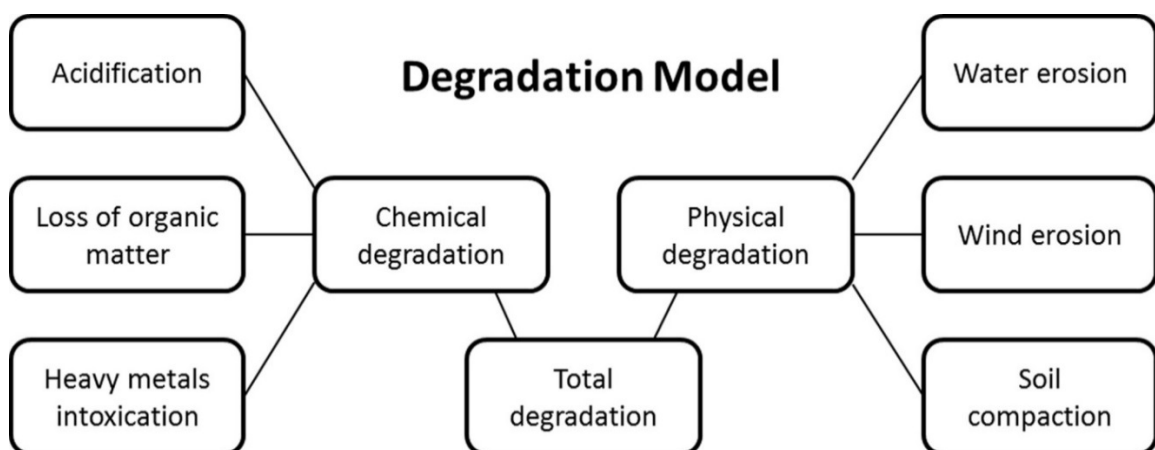 Degradation Model
Acidification
Loss of organic
matter
Heavy metals
intoxication
Chemical
degradation
Total
degradation
Physical
degradation
Water erosion
Wind erosion
Soil
compaction